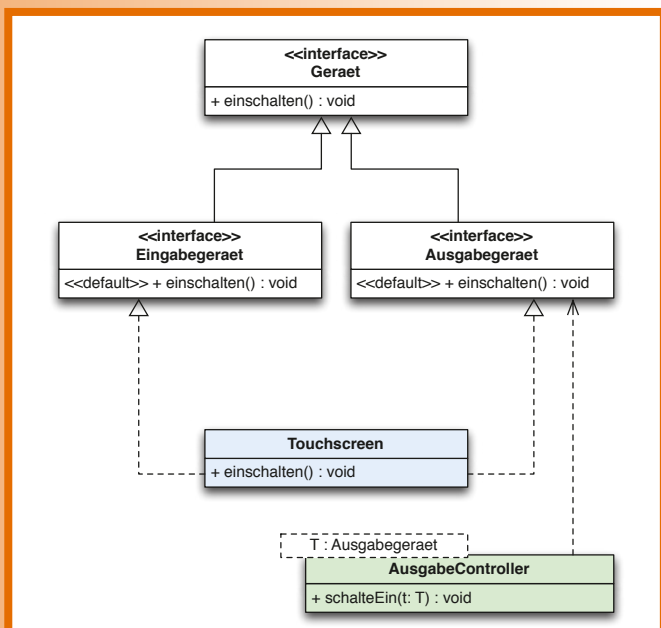 <<interface>>
Geraet
+ einschalten() : void
<<interface>>
Eingabegeraet
<<default>> + einschalten() : void
<<interface>>
Ausgabegeraet
<<default>> + einschalten() : void
Touchscreen
+ einschalten() : void
T : Ausgabegeraet
AusgabeController
+ schalteEin(t: T) : void